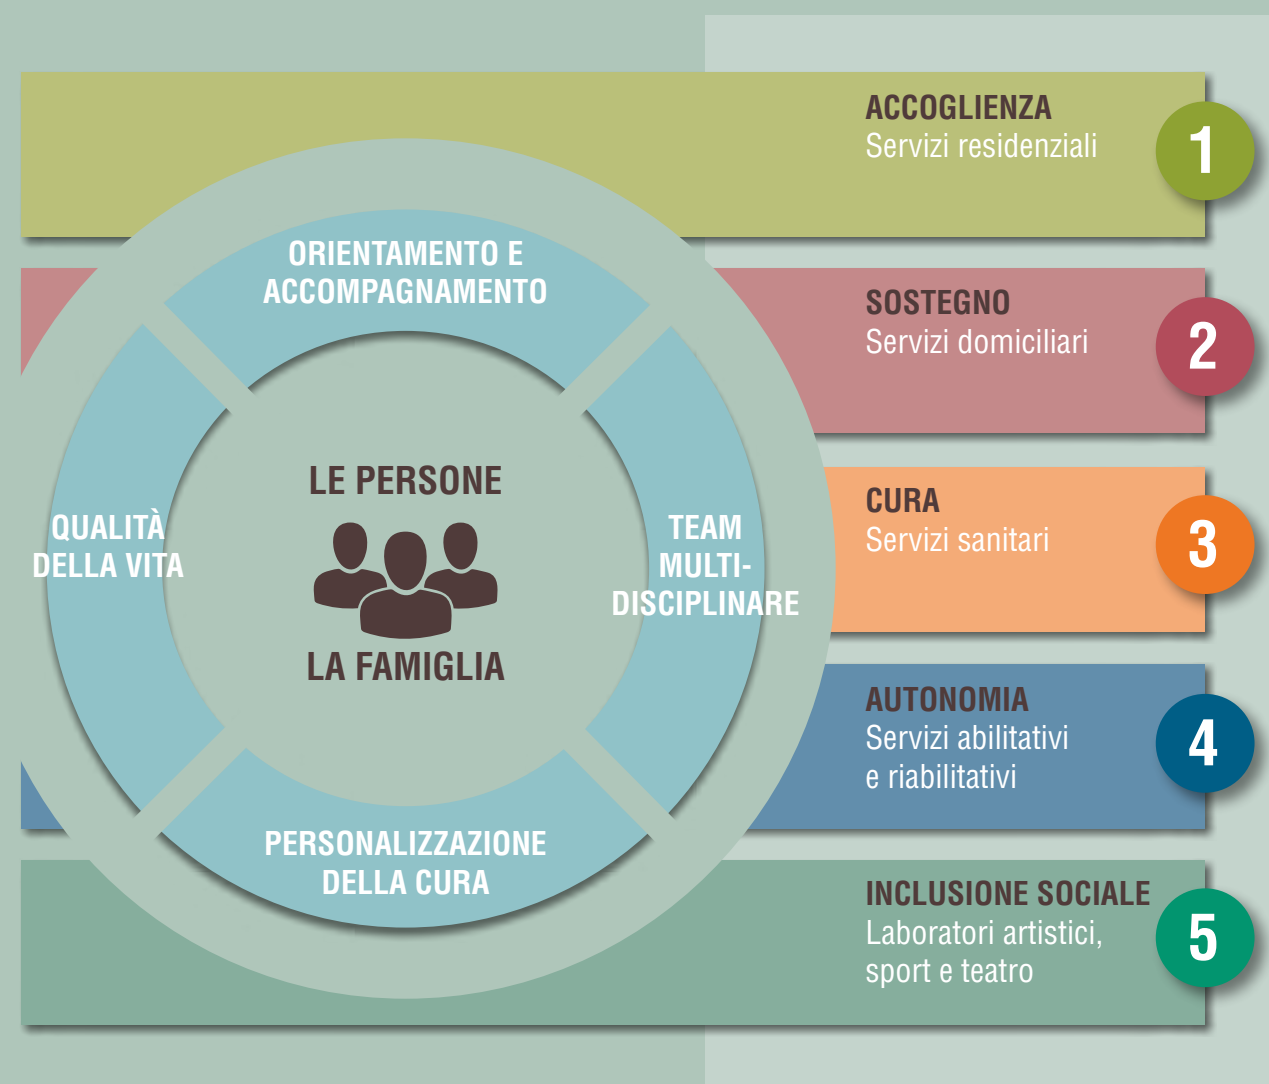 ORIENTAMENTO E
ACCOMPAGNAMENTO
QUALITÀ
DELLA VITA
LE PERSONE
LA FAMIGLIA
TEAM
MULTI-
DISCIPLINARE
PERSONALIZZAZIONE
DELLA CURA
ACCOGLIENZA
Servizi residenziali
1
SOSTEGNO
Servizi domiciliari
2
CURA
Servizi sanitari
3
AUTONOMIA
Servizi abilitativi
e riabilitativi
4
INCLUSIONE SOCIALE
Laboratori artistici,
sport e teatro
5